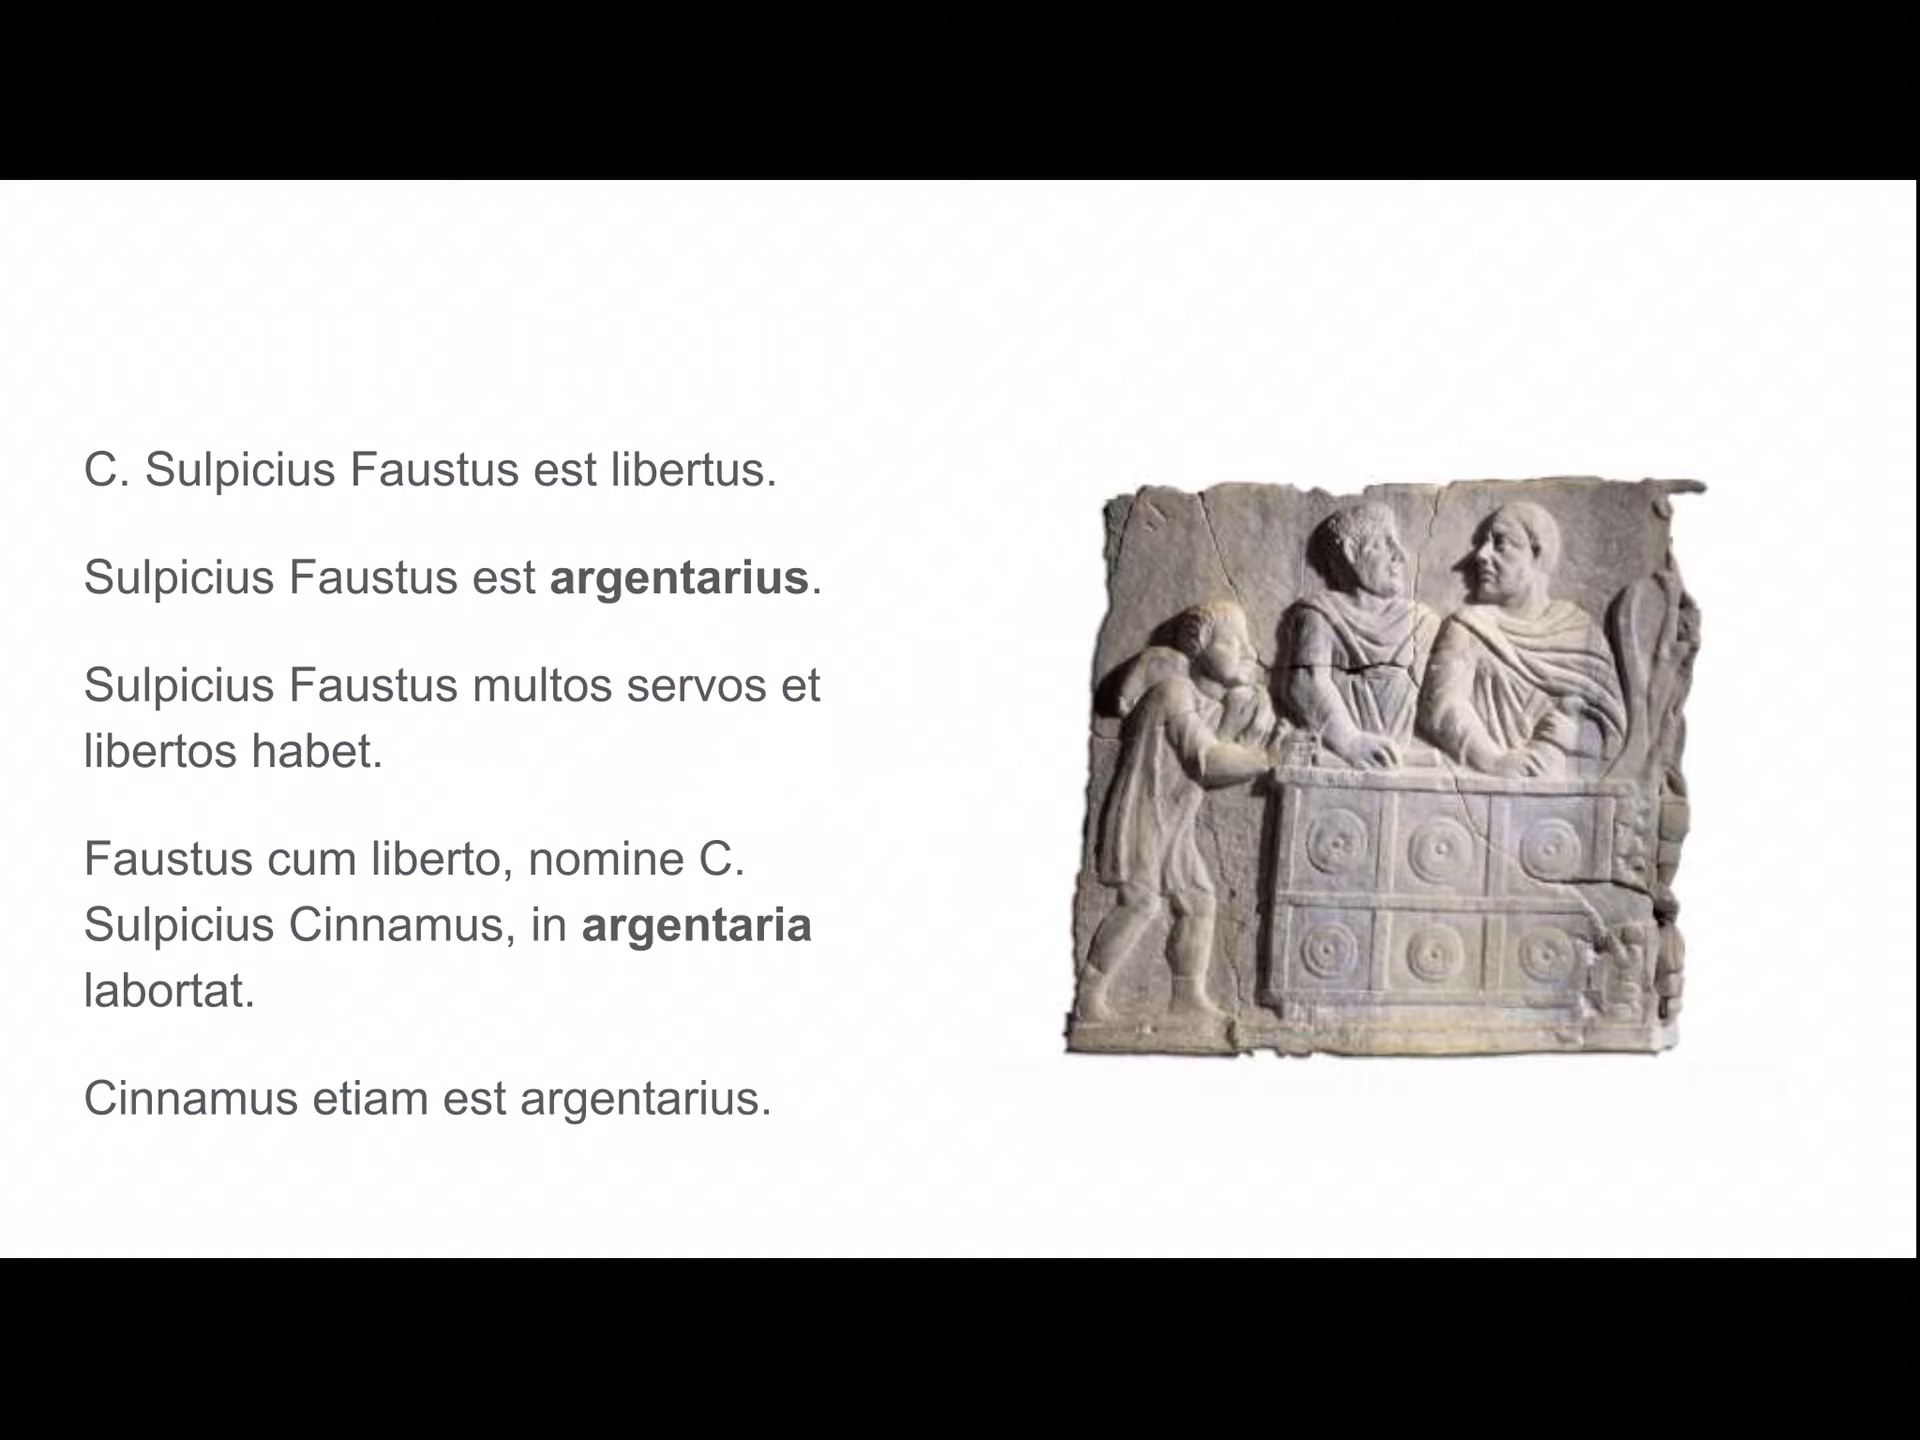 C. Sulpicius Faustus est libertus.
Sulpicius Faustus est argentarius.
Sulpicius Faustus multos servos et
libertos habet.
Faustus cum liberto, nomine C.
Sulpicius Cinnamus, in argentaria
labortat.
Cinnamus etiam est argentarius.